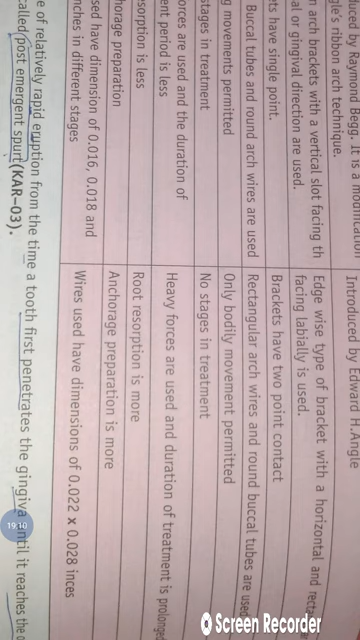 duced by Raymond Begg .It is a modification
gle's ribbon arch technique.
Introduced by Edward H.Angle
n arch brackets with a vertical slot facing th
al or gingival direction are used.
Edge wise type of bracket with a horizontal and recta
facing labially is used.
ts have single point.
Brackets have two point contact
Buccal tubes and round arch wires are used
Rectangular arch wires and round buccal tubes are used
g movements permitted
Only bodily movement permitted
stages in treatment
No stages in treatment
orces are used and the duration of
ent period is less
Heavy forces are used and duration of treatment is prolonged
sorption is less
Root resorption is more
horage preparation
Anchorage preparation is more
sed have dimension of 0.016, 0.018 and
nches in different stages
Wires used have dimensions of 0.022 x 0.028 inces
e of relatively rapid eruption from the time a tooth first penetrates the gingiva until it reaches the o
called post emergent spurt(KAR-03).
19:10
Screen Recorder